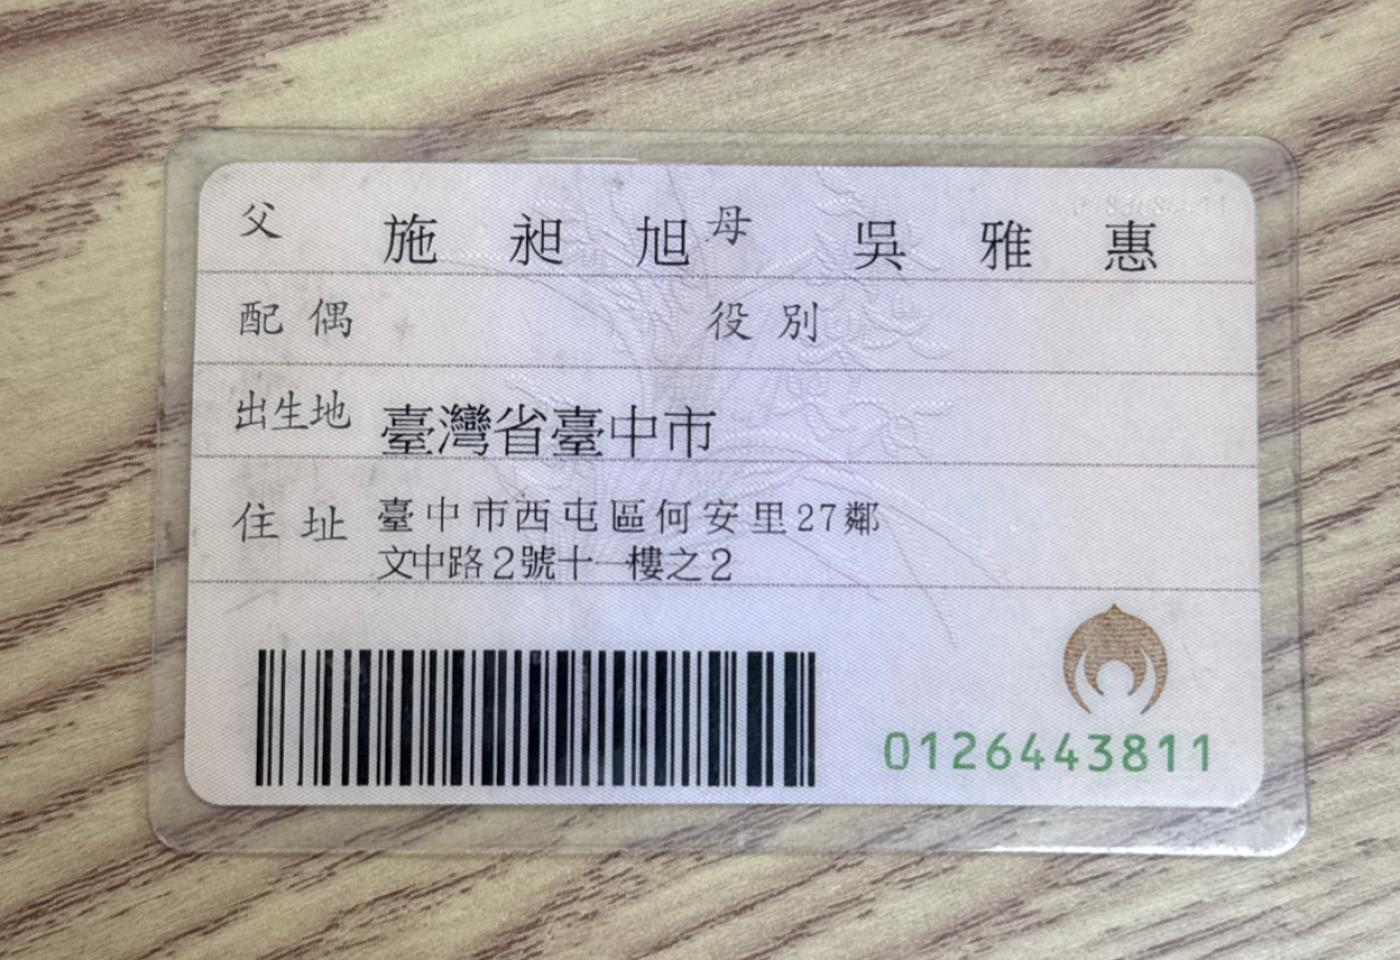 父 施昶旭 母 吳雅惠
配偶 役別
出生地 臺灣省臺中市
住址 臺中市西屯區何安里27鄰
文中路2號十一樓之2
0126443811